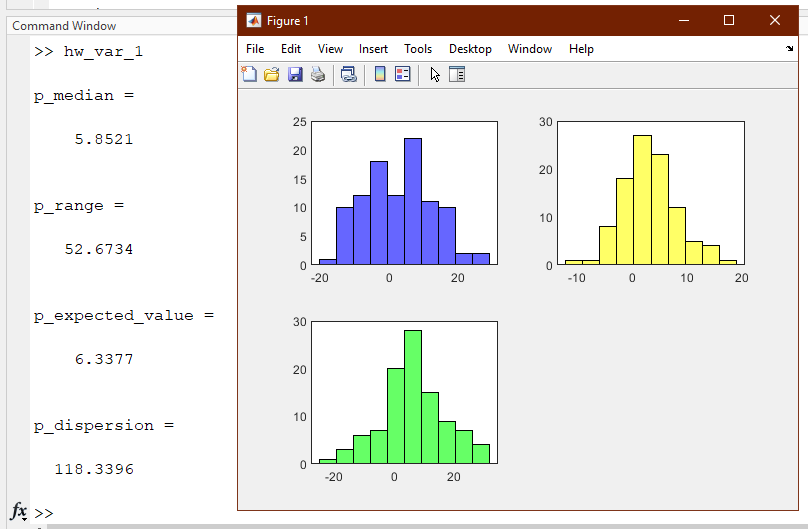 Command Window
>> hw_var_1
p_median =
5.8521
p_range =
52.6734
p_expected_value =
6.3377
p_dispersion =
118.3396
fx >>
Figure 1
File Edit View Insert Tools Desktop Window Help
25
20
15
10
5
0
-20 0 20
30
20
10
0
-10 0 10 20
30
20
10
0
-20 0 20